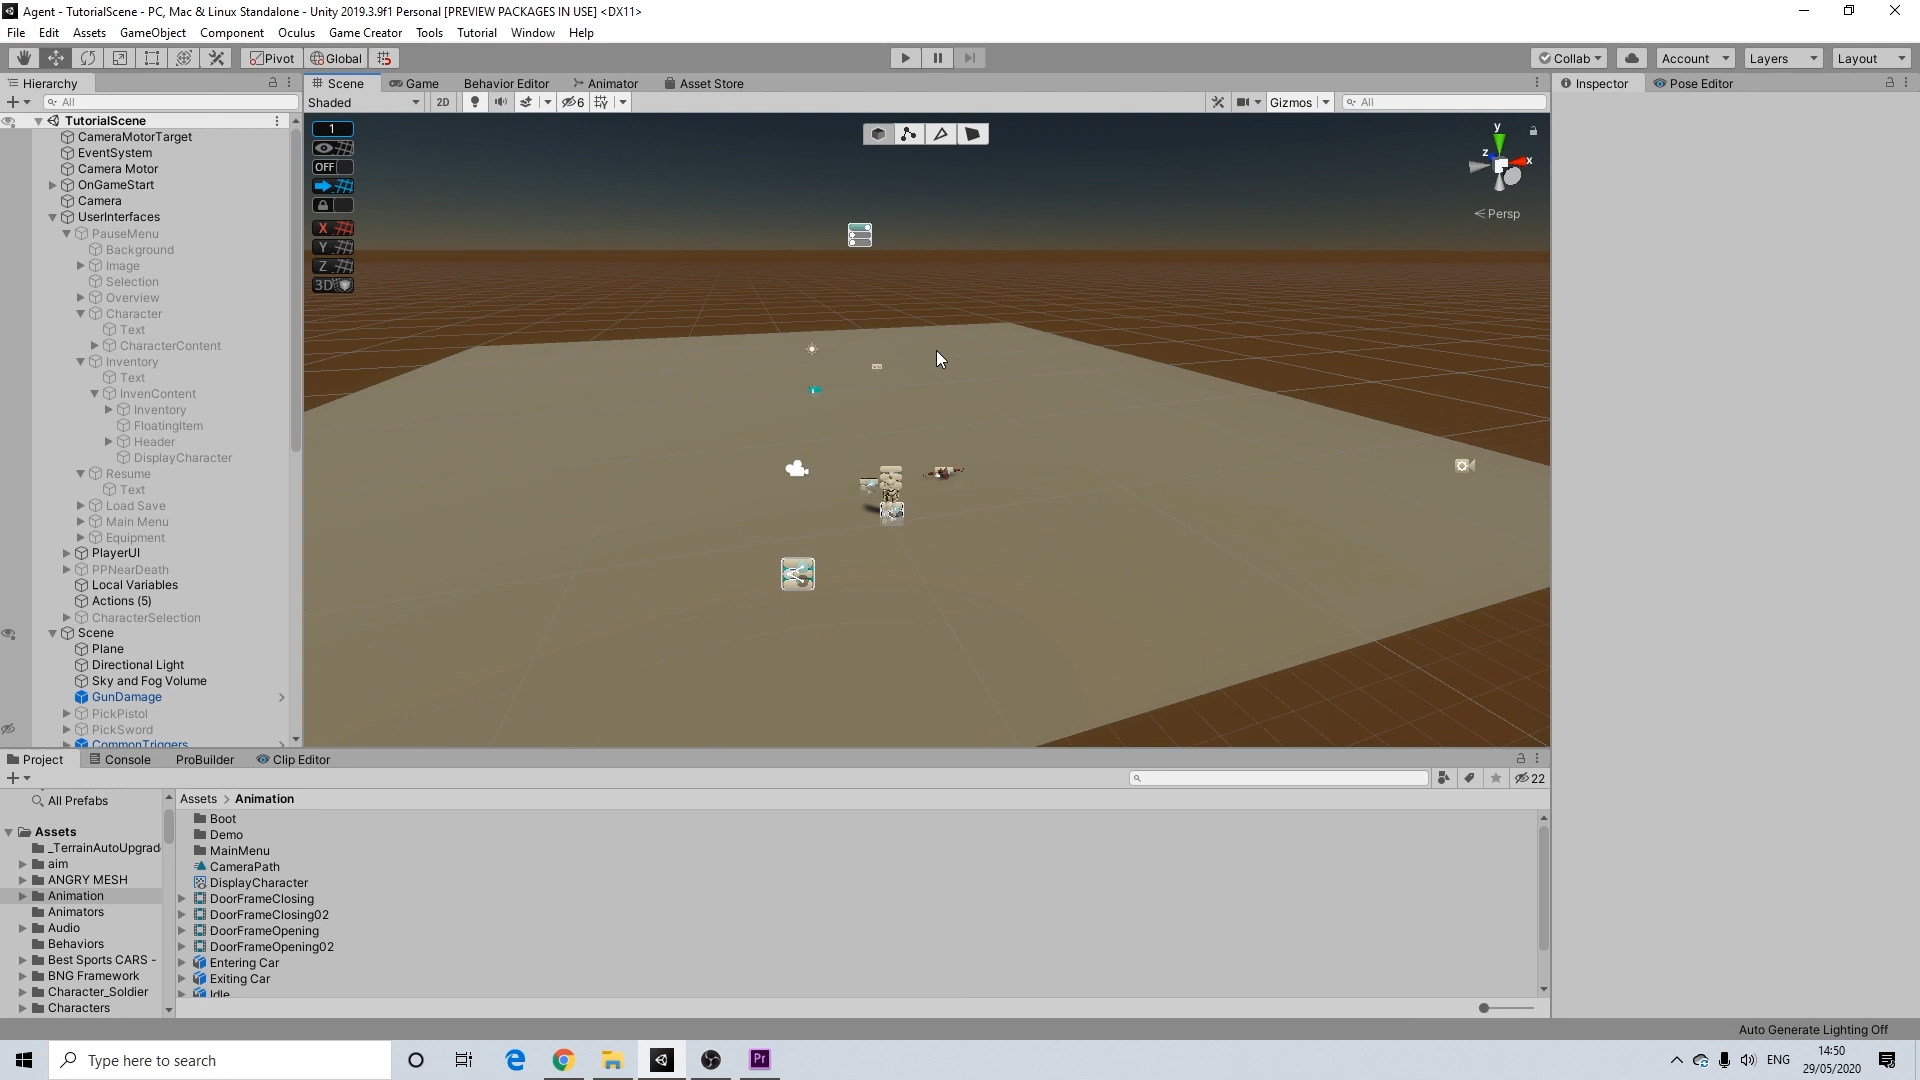 Agent - TutorialScene - PC, Mac & Linux Standalone - Unity 2019.3.9f1 Personal [PREVIEW PACKAGES IN USE] <DX11>
File Edit Assets GameObject Component Oculus Game Creator Tools Tutorial Window Help
Pivot Global Collab Account Layers Layout
Hierarchy Scene Game Behavior Editor Animator Asset Store Inspector Pose Editor
All Shaded 2D 6 Gizmos All
TutorialScene
CameraMotorTarget
EventSystem
Camera Motor
OnGameStart
Camera
UserInterfaces
PauseMenu
Background
Image
Selection
Overview
Character
Text
CharacterContent
Inventory
Text
InvenContent
Inventory
FloatingItem
Header
DisplayCharacter
Resume
Text
Load Save
Main Menu
Equipment
PlayerUI
PPNearDeath
Local Variables
Actions (5)
CharacterSelection
Scene
Plane
Directional Light
Sky and Fog Volume
GunDamage
PickPistol
PickSword
CommonTriggers
1
OFF
X
Y
Z
3D
y
z
x
Persp
Project Console ProBuilder Clip Editor
22
All Prefabs
Assets
_TerrainAutoUpgrad
aim
ANGRY MESH
Animation
Animators
Audio
Behaviors
Best Sports CARS -
BNG Framework
Character_Soldier
Characters
Assets > Animation
Boot
Demo
MainMenu
CameraPath
DisplayCharacter
DoorFrameClosing
DoorFrameClosing02
DoorFrameOpening
DoorFrameOpening02
Entering Car
Exiting Car
Idle
Auto Generate Lighting Off
Type here to search
Pr
ENG
14:50
29/05/2020